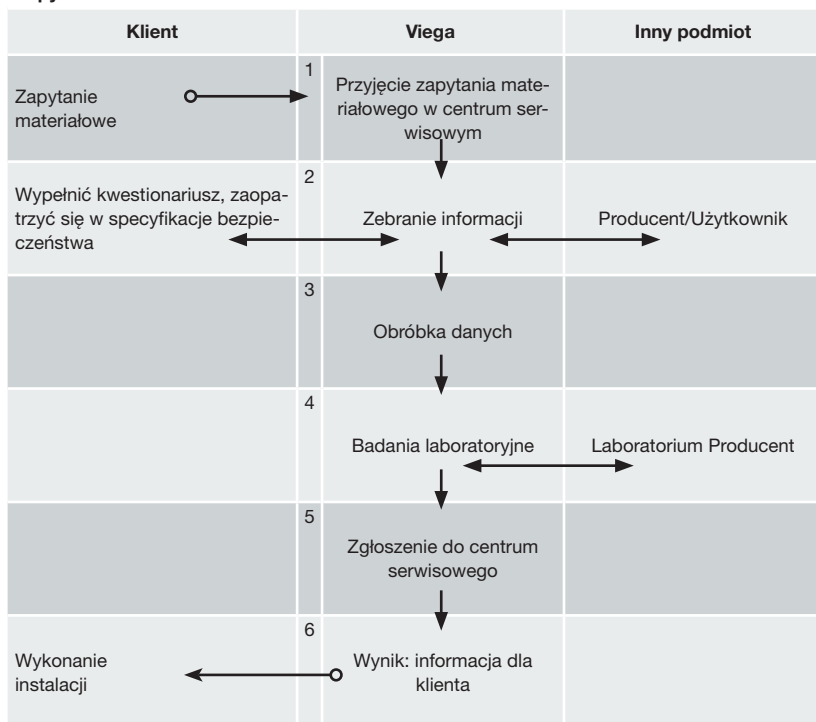 Klient
Viega
Inny podmiot
1
Zapytanie
materiałowe
Przyjęcie zapytania mate-
riałowego w centrum ser-
wisowym
2
Wypełnić kwestionariusz, zaopa-
trzyć się w specyfikacje bezpie-
czeństwa
Zebranie informacji
Producent/Użytkownik
3
Obróbka danych
4
Badania laboratoryjne
Laboratorium Producent
5
Zgłoszenie do centrum
serwisowego
6
Wykonanie
instalacji
Wynik: informacja dla
klienta